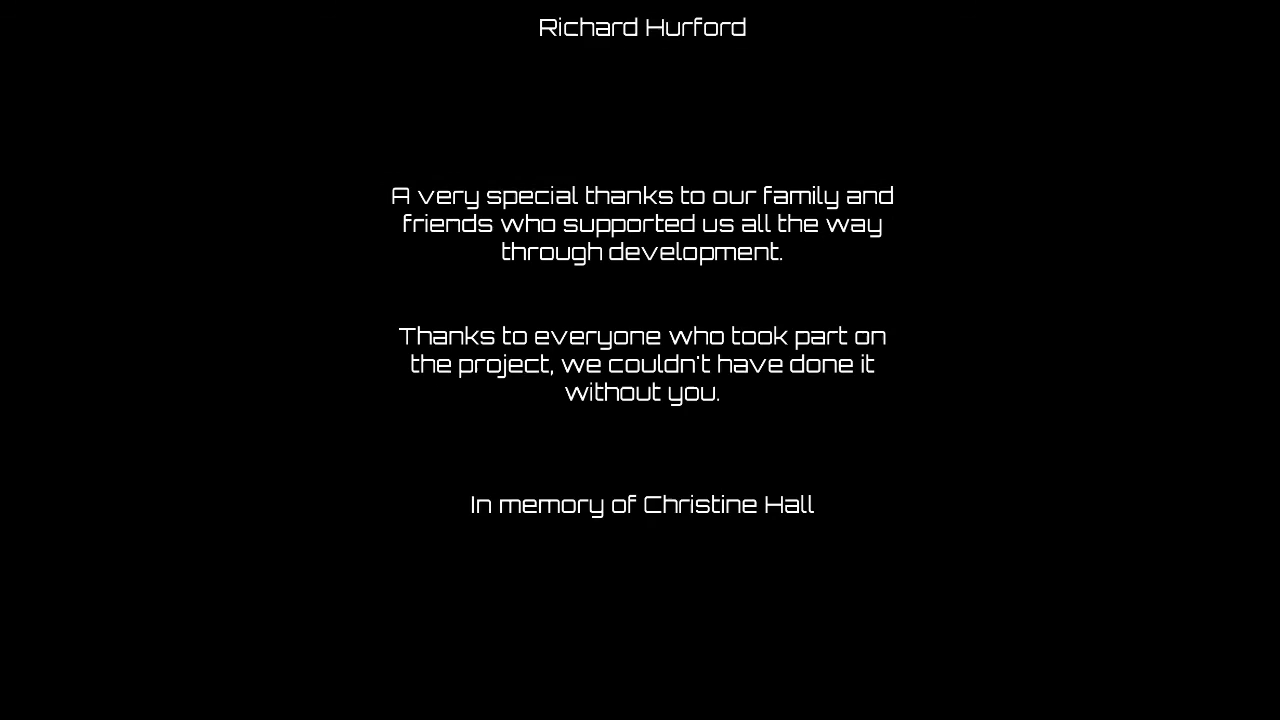 Richard Hurford
A very special thanks to our family and
friends who supported us all the way
through development.
Thanks to everyone who took part on
the project, we couldn't have done it
without you.
In memory of Christine Hall